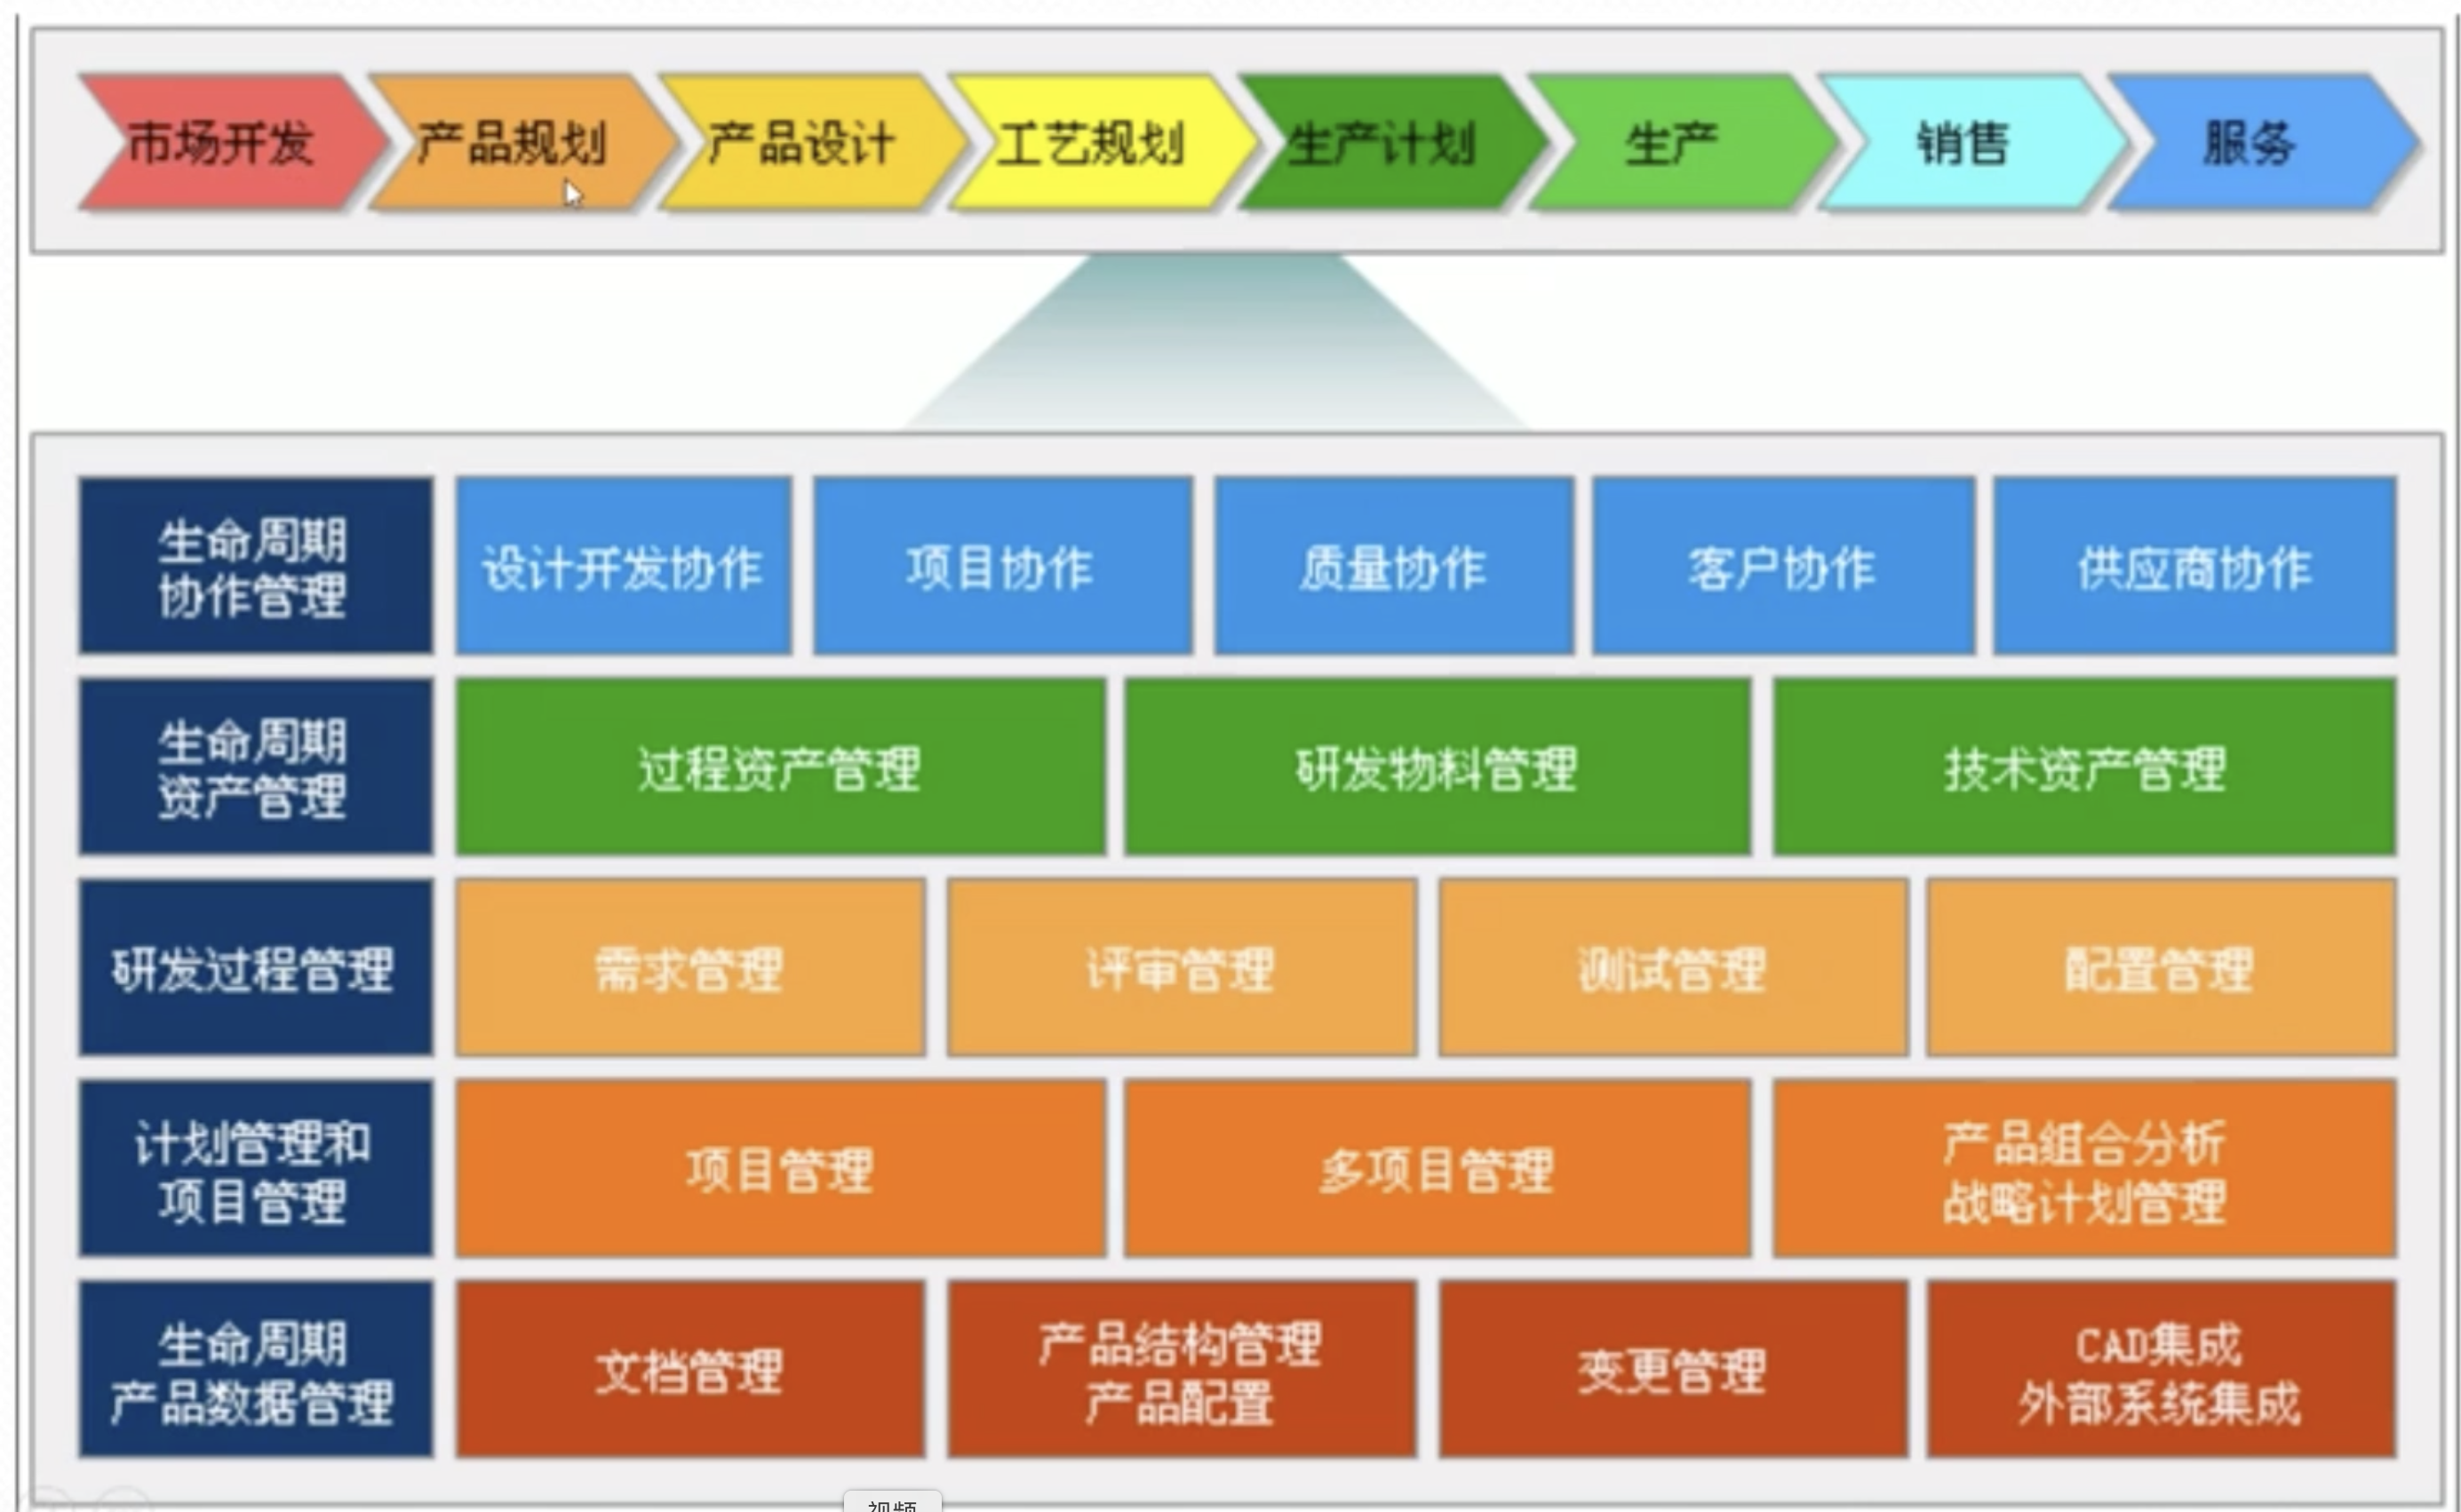 市场开发
产品规划
产品设计
工艺规划
生产计划
生产
销售
服务
生命周期
协作管理
设计开发协作
项目协作
质量协作
客户协作
供应商协作
生命周期
资产管理
过程资产管理
研发物料管理
技术资产管理
研发过程管理
需求管理
评审管理
测试管理
配置管理
计划管理和
项目管理
项目管理
多项目管理
产品组合分析
战略计划管理
生命周期
产品数据管理
文档管理
产品结构管理
产品配置
变更管理
CAD集成
外部系统集成
视频